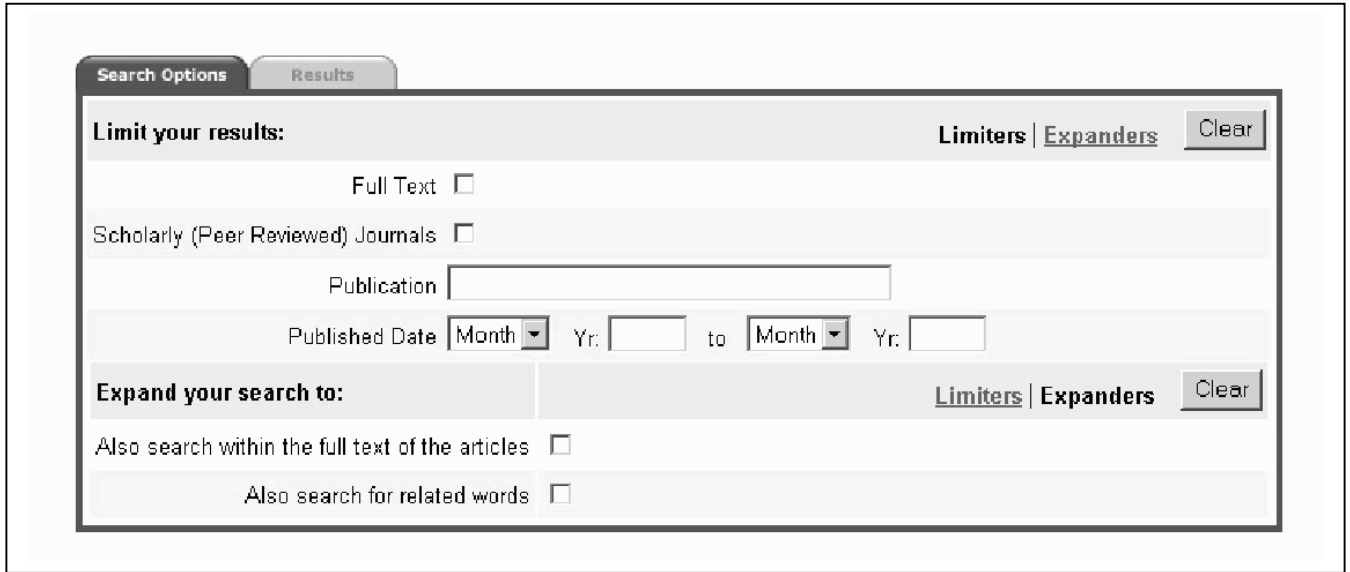 Search Options Results
Limit your results: Limiters | Expanders Clear
Full Text
Scholarly (Peer Reviewed) Journals
Publication
Published Date Month Yr: to Month Yr:
Expand your search to: Limiters | Expanders Clear
Also search within the full text of the articles
Also search for related words